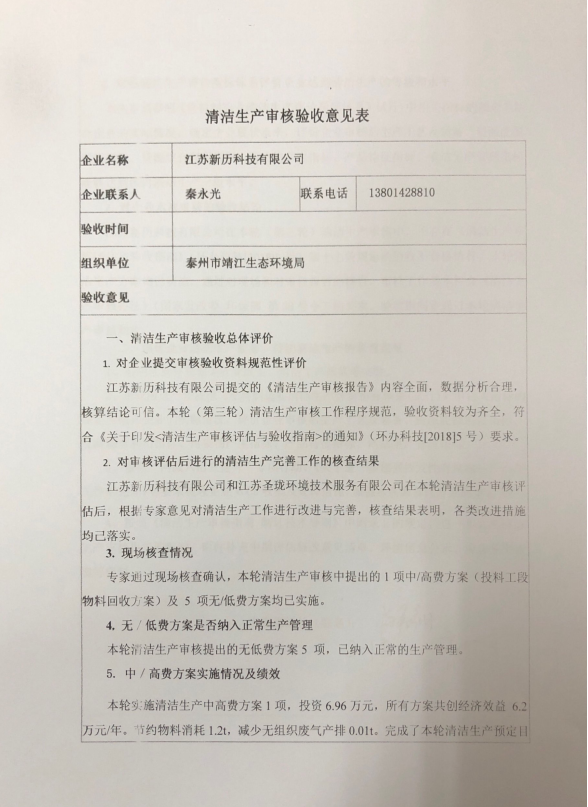 清洁生产审核验收意见表
企业名称 江苏新历科技有限公司
企业联系人 秦永光 联系电话 13801428810
验收时间
组织单位 泰州市靖江生态环境局
验收意见
一、清洁生产审核验收总体评价
1. 对企业提交审核验收资料规范性评价
江苏新历科技有限公司提交的《清洁生产审核报告》内容全面，数据分析合理，
核算结论可信。本轮（第三轮）清洁生产审核工作程序规范，验收资料较为齐全，符
合《关于印发<清洁生产审核评估与验收指南>的通知》（环办科技[2018]5 号）要求。
2. 对审核评估后进行的清洁生产完善工作的核查结果
江苏新历科技有限公司和江苏圣珑环境技术服务有限公司在本轮清洁生产审核评
估后，根据专家意见对清洁生产工作进行改进与完善，核查结果表明，各类改进措施
均已落实。
3. 现场核查情况
专家通过现场核查确认，本轮清洁生产审核中提出的 1 项中/高费方案（投料工段
物料回收方案）及 5 项无/低费方案均已实施。
4. 无／低费方案是否纳入正常生产管理
本轮清洁生产审核提出的无低费方案 5 项，已纳入正常的生产管理。
5. 中／高费方案实施情况及绩效
本轮实施清洁生产中高费方案 1 项，投资 6.96 万元，所有方案共创经济效益 6.2
万元/年。节约物料消耗 1.2t，减少无组织废气产排 0.01t。完成了本轮清洁生产预定目